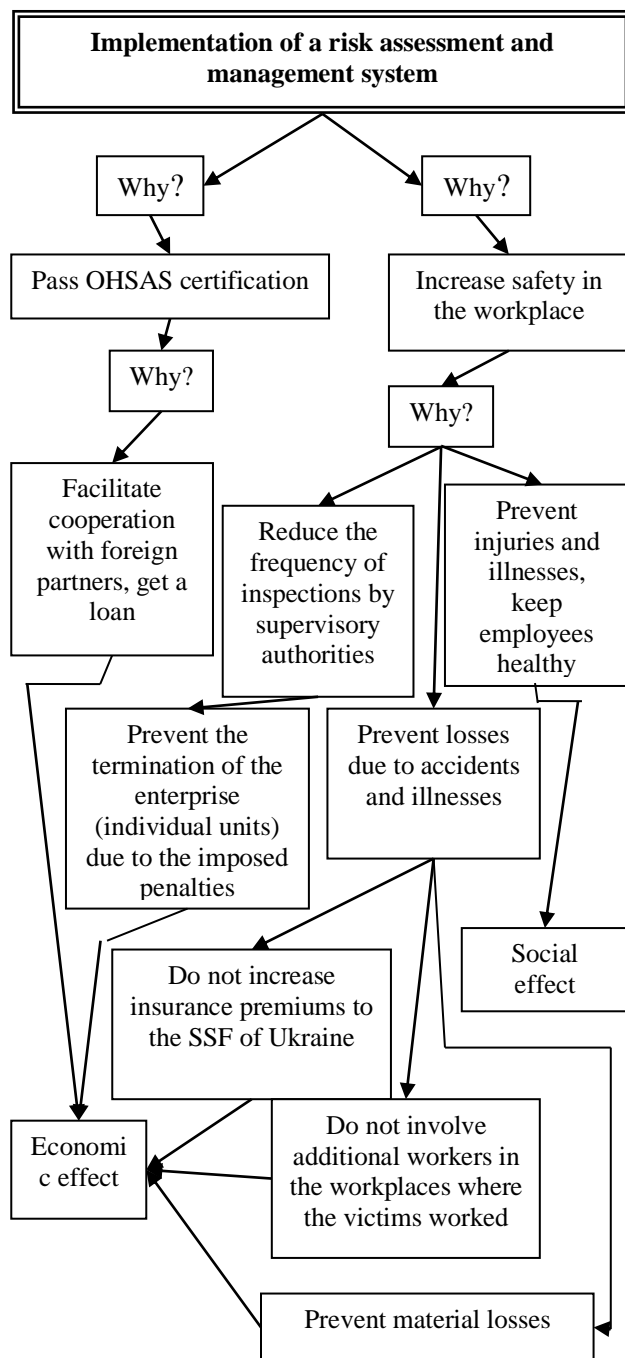 Implementation of a risk assessment and
management system
Why?
Why?
Pass OHSAS certification
Increase safety in
the workplace
Why?
Why?
Facilitate
cooperation
with foreign
partners, get a
loan
Reduce the
frequency of
inspections by
supervisory
authorities
Prevent
injuries and
illnesses,
keep
employees
healthy
Prevent the
termination of the
enterprise
(individual units)
due to the imposed
penalties
Prevent losses
due to accidents
and illnesses
Social
effect
Do not increase
insurance premiums to
the SSF of Ukraine
Economi
c effect
Do not involve
additional workers in
the workplaces where
the victims worked
Prevent material losses